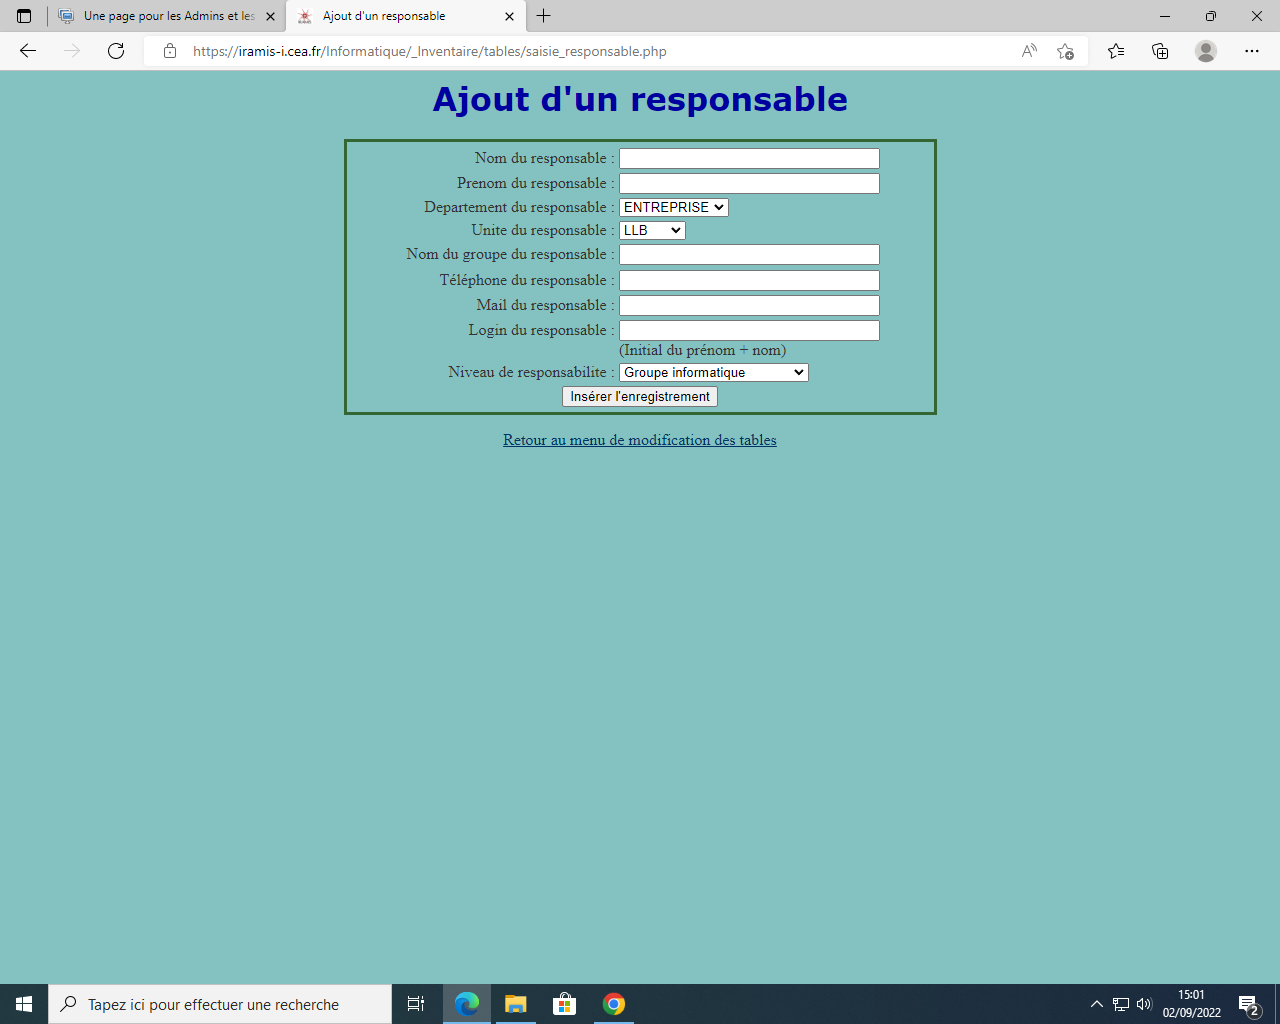 Une page pour les Admins et les
Ajout d'un responsable
https://iramis-i.cea.fr/Informatique/_Inventaire/tables/saisie_responsable.php
Ajout d'un responsable
Nom du responsable :
Prenom du responsable :
Departement du responsable : ENTREPRISE
Unite du responsable : LLB
Nom du groupe du responsable :
Téléphone du responsable :
Mail du responsable :
Login du responsable :
(Initial du prénom + nom)
Niveau de responsabilite : Groupe informatique
Insérer l'enregistrement
Retour au menu de modification des tables
Tapez ici pour effectuer une recherche
15:01
02/09/2022
2